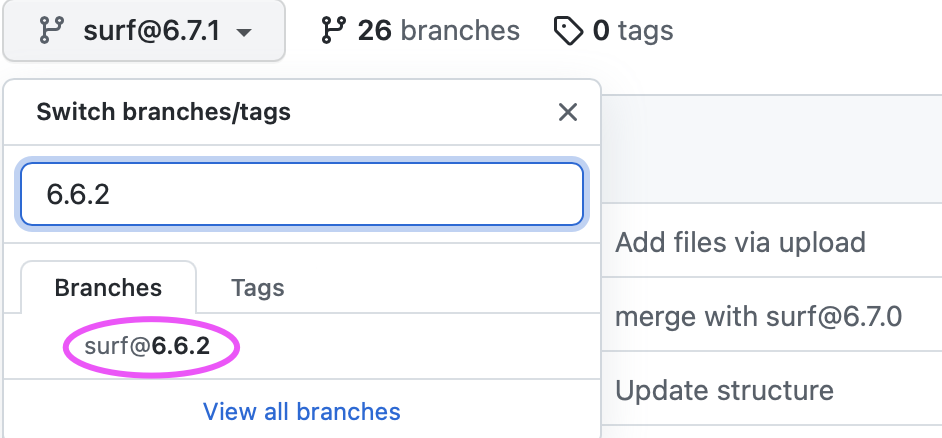 surf@6.7.1 26 branches 0 tags
Switch branches/tags
6.6.2
Branches Tags
surf@6.6.2
View all branches
Add files via upload
merge with surf@6.7.0
Update structure